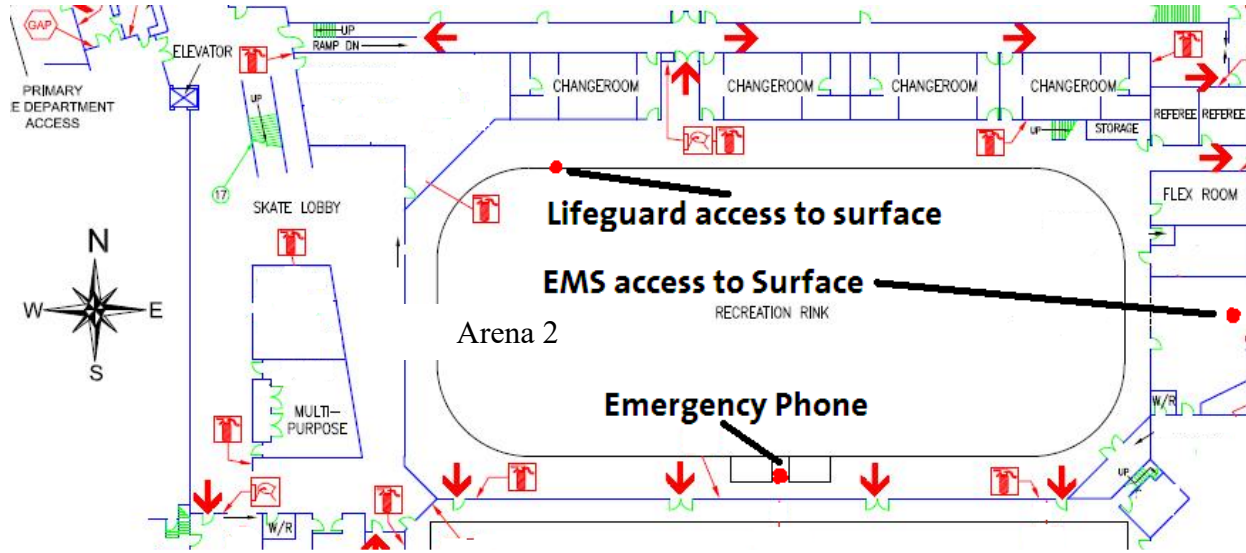 GAP
PRIMARY
E DEPARTMENT
ACCESS
ELEVATOR
UP
RAMP DN
UP
17
SKATE LOBBY
CHANGEROOM
CHANGEROOM
CHANGEROOM
CHANGEROOM
UP
STORAGE
REFEREE
REFEREE
FLEX ROOM
Lifeguard access to surface
EMS access to Surface
RECREATION RINK
Arena 2
Emergency Phone
N
W
E
S
MULTI-
PURPOSE
W/R
W/R
UP